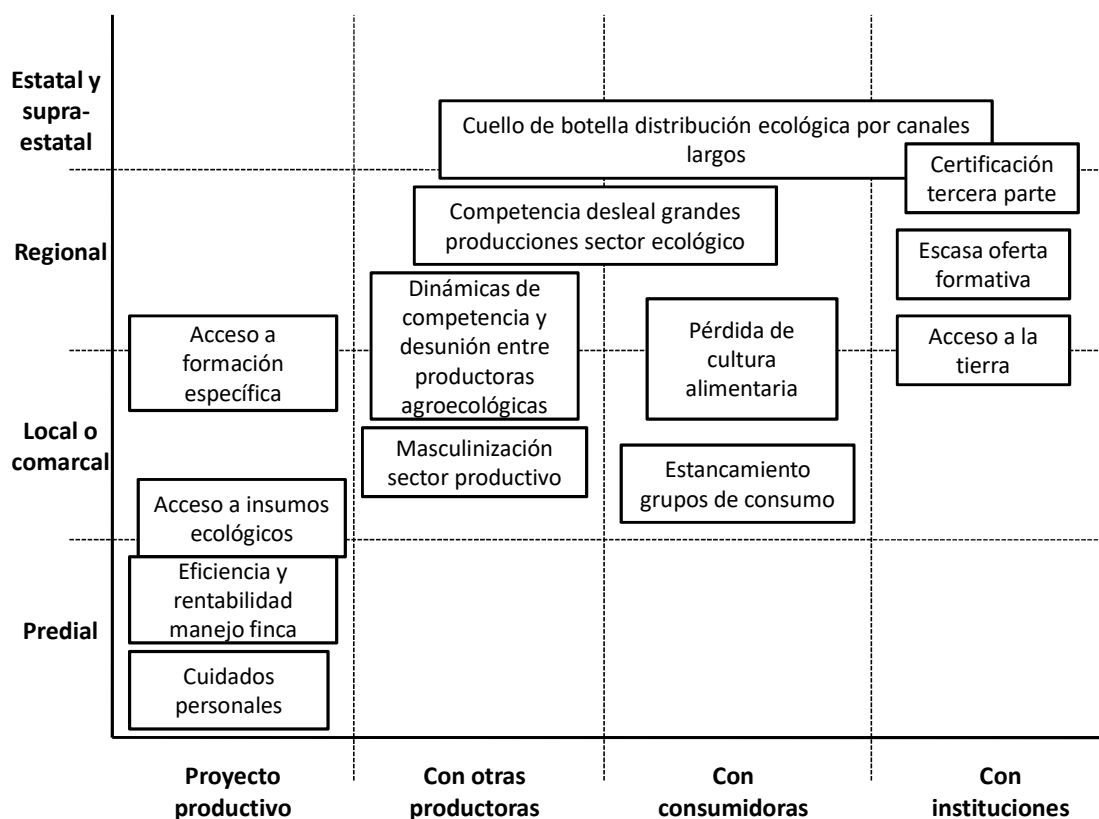 Estatal y
supra-
estatal
Cuello de botella distribución ecológica por canales
largos
Certificación
tercera parte
Regional
Competencia desleal grandes
producciones sector ecológico
Escasa oferta
formativa
Dinámicas de
competencia y
desunión entre
productoras
agroecológicas
Acceso a
formación
específica
Pérdida de
cultura
alimentaria
Acceso a la
tierra
Local o
comarcal
Masculinización
sector productivo
Estancamiento
grupos de consumo
Acceso a insumos
ecológicos
Predial
Eficiencia y
rentabilidad
manejo finca
Cuidados
personales
Proyecto
productivo
Con otras
productoras
Con
consumidoras
Con
instituciones